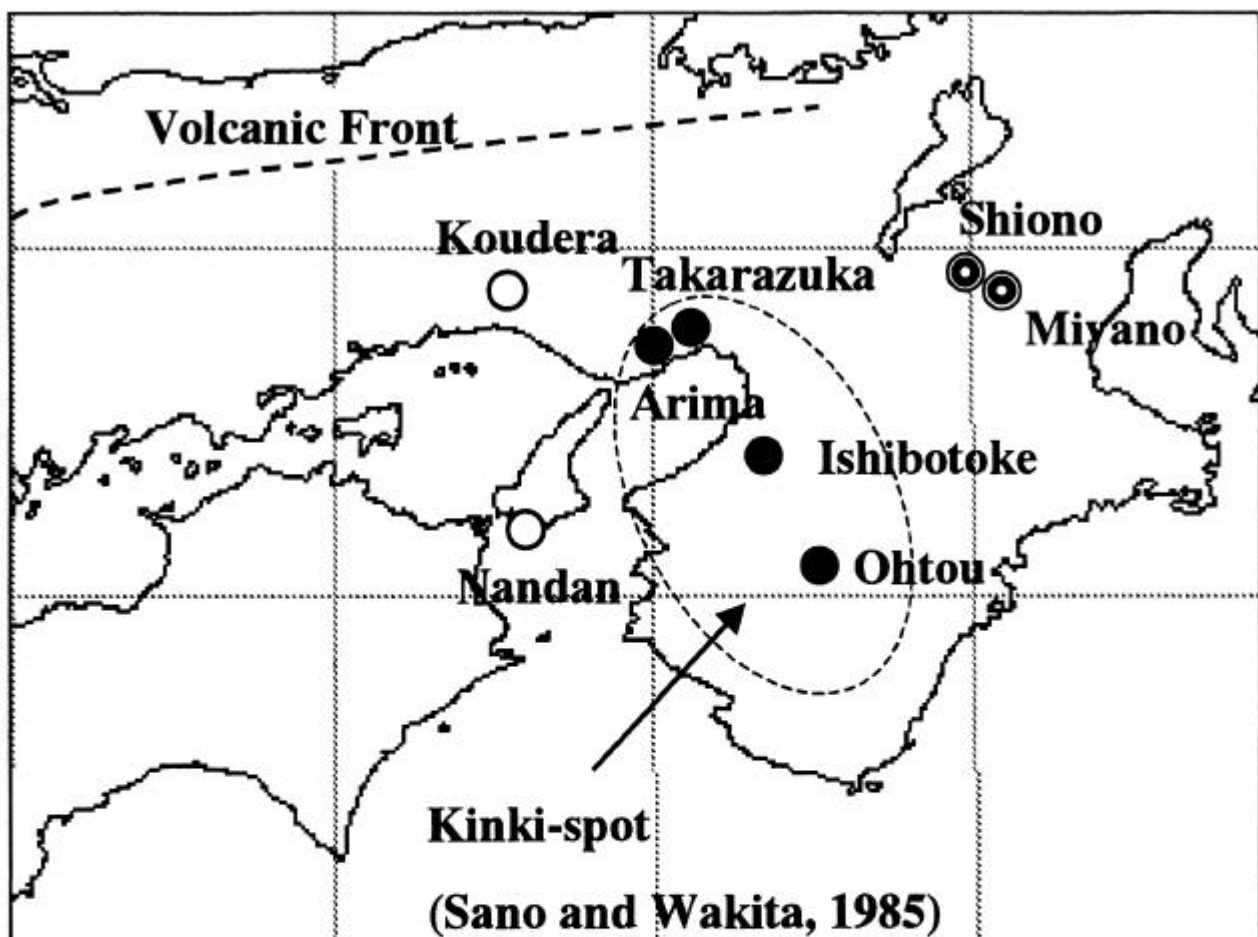 Volcanic Front
Koudera
Shiono
Takarazuka
Miyano
Arima
Ishibotoke
Ohtou
Nandan
Kinki-spot
(Sano and Wakita, 1985)